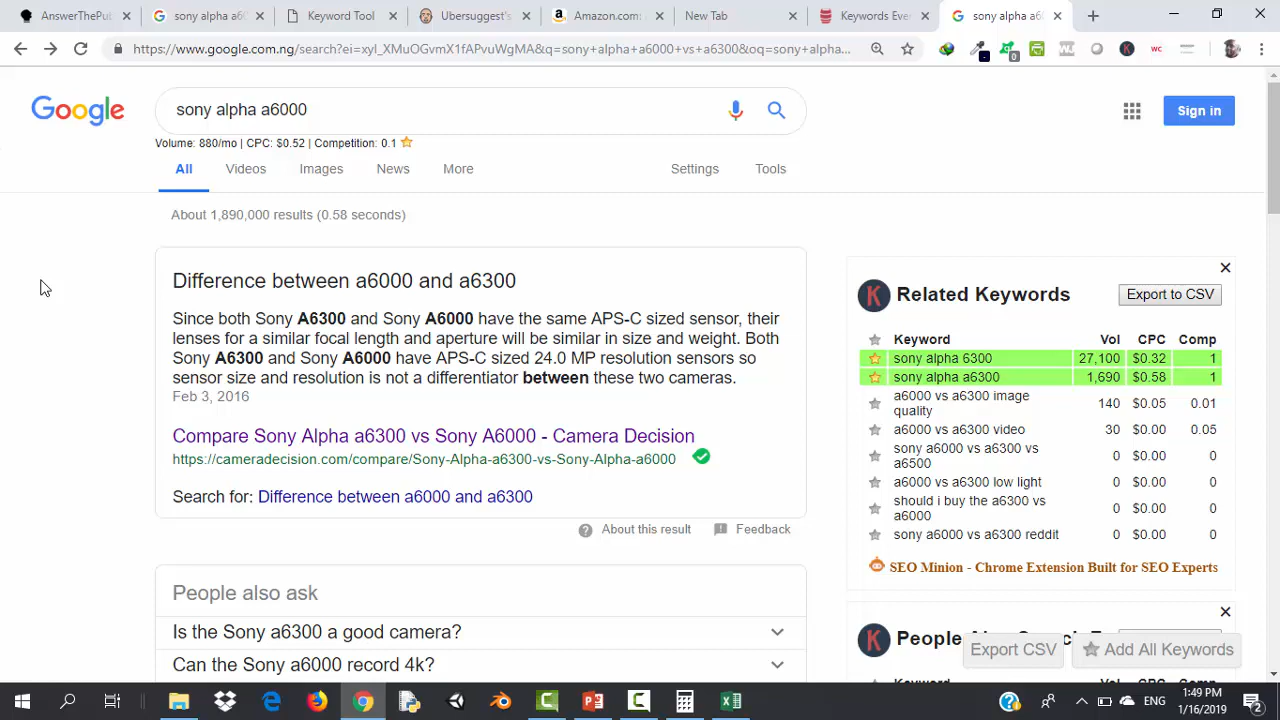 AnswerThePub
sony alpha a60
Keyword Tool
Ubersuggest's
Amazon.com:
New Tab
Keywords Eve
sony alpha a6
https://www.google.com.ng/search?ei=xyl_XMuOGvmX1fAPvuWgMA&q=sony+alpha+a6000+vs+a6300&oq=sony+alpha...
Google
sony alpha a6000
Sign in
Volume: 880/mo | CPC: $0.52 | Competition: 0.1
All
Videos
Images
News
More
Settings
Tools
About 1,890,000 results (0.58 seconds)
Difference between a6000 and a6300
Since both Sony A6300 and Sony A6000 have the same APS-C sized sensor, their
lenses for a similar focal length and aperture will be similar in size and weight. Both
Sony A6300 and Sony A6000 have APS-C sized 24.0 MP resolution sensors so
sensor size and resolution is not a differentiator between these two cameras.
Feb 3, 2016
Compare Sony Alpha a6300 vs Sony A6000 - Camera Decision
https://cameradecision.com/compare/Sony-Alpha-a6300-vs-Sony-Alpha-a6000
Search for: Difference between a6000 and a6300
About this result
Feedback
People also ask
Is the Sony a6300 a good camera?
Can the Sony a6000 record 4k?
K Related Keywords
Export to CSV
Keyword Vol CPC Comp
sony alpha 6300 27,100 $0.32 1
sony alpha a6300 1,690 $0.58 1
a6000 vs a6300 image
quality 140 $0.05 0.01
a6000 vs a6300 video 30 $0.00 0.05
sony a6000 vs a6300 vs
a6500 0 $0.00 0
a6000 vs a6300 low light 0 $0.00 0
should i buy the a6300 vs
a6000 0 $0.00 0
sony a6000 vs a6300 reddit 0 $0.00 0
SEO Minion - Chrome Extension Built for SEO Experts
K
Export CSV
Add All Keywords
ENG
1:49 PM
1/16/2019
2